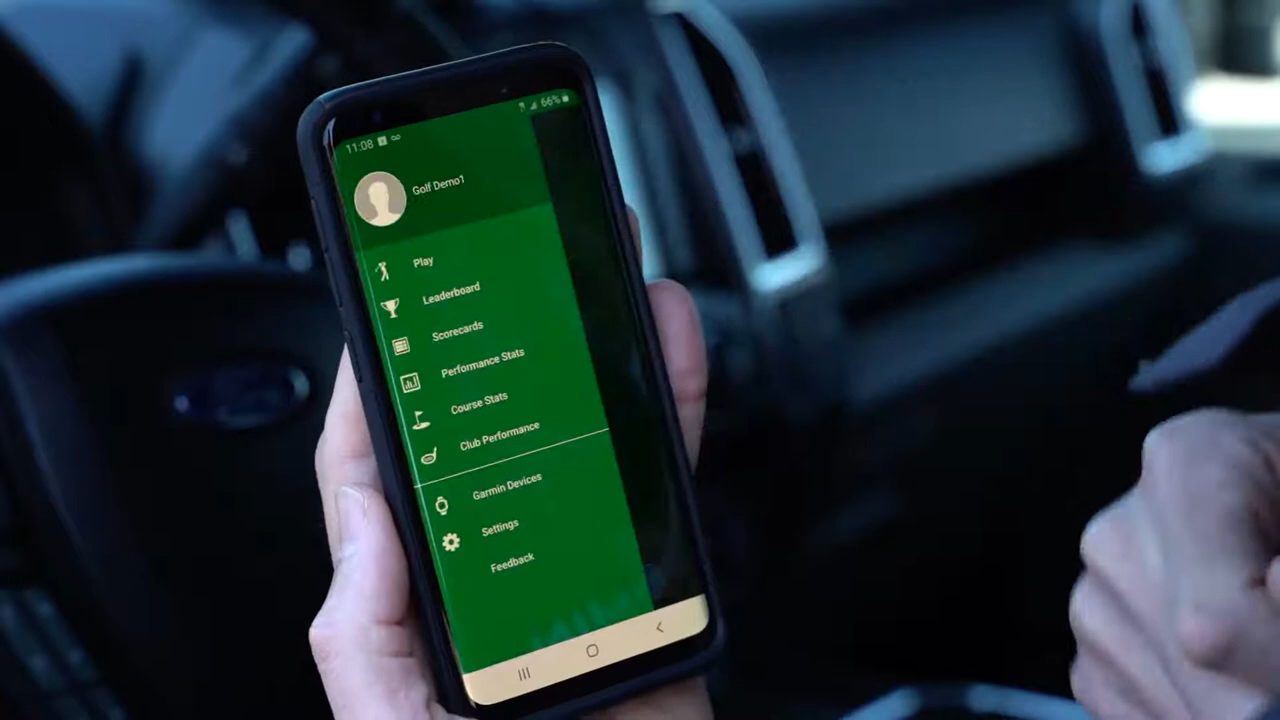 11:08 66%
Golf Demo1
Play
Leaderboard
Scorecards
Performance Stats
Course Stats
Club Performance
Garmin Devices
Settings
Feedback